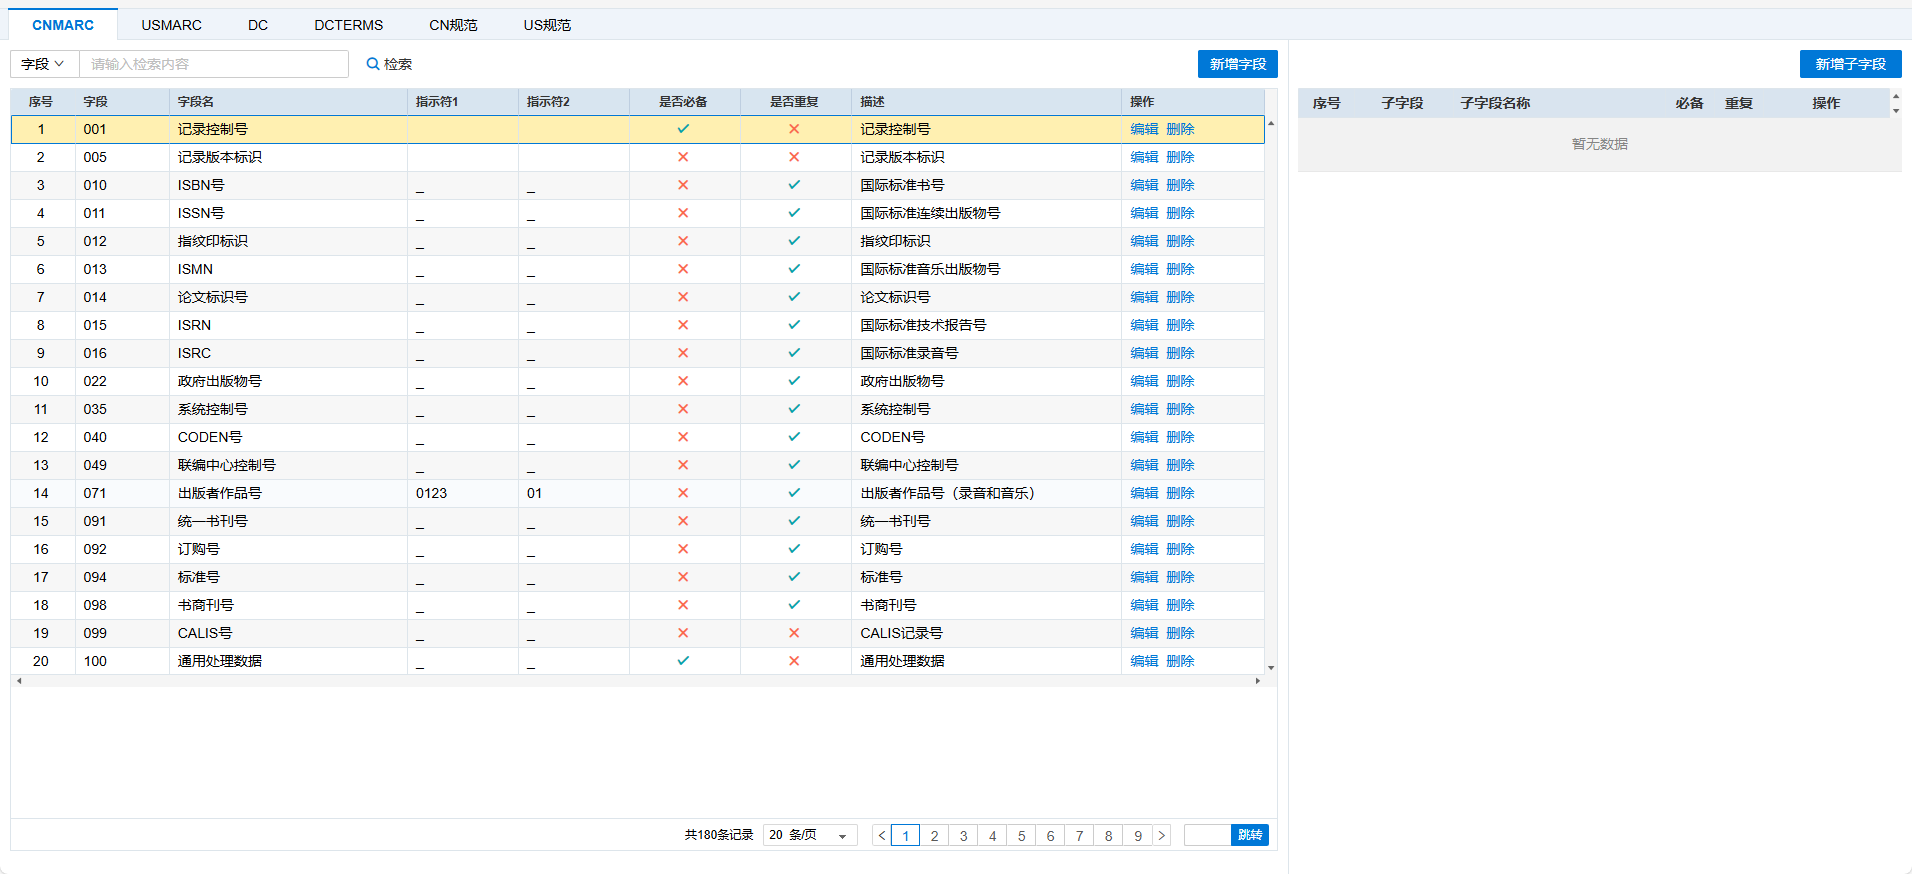 CNMARC USMARC DC DCTERMS CN规范 US规范
字段 请输入检索内容 检索 新增字段 新增子字段
序号 字段 字段名 指示符1 指示符2 是否必备 是否重复 描述 操作
1 001 记录控制号 记录控制号 编辑 删除
2 005 记录版本标识 记录版本标识 编辑 删除
3 010 ISBN号 _ _ 国际标准书号 编辑 删除
4 011 ISSN号 _ _ 国际标准连续出版物号 编辑 删除
5 012 指纹印标识 _ _ 指纹印标识 编辑 删除
6 013 ISMN _ _ 国际标准音乐出版物号 编辑 删除
7 014 论文标识号 _ _ 论文标识号 编辑 删除
8 015 ISRN _ _ 国际标准技术报告号 编辑 删除
9 016 ISRC _ _ 国际标准录音号 编辑 删除
10 022 政府出版物号 _ _ 政府出版物号 编辑 删除
11 035 系统控制号 _ _ 系统控制号 编辑 删除
12 040 CODEN号 _ _ CODEN号 编辑 删除
13 049 联编中心控制号 _ _ 联编中心控制号 编辑 删除
14 071 出版者作品号 0123 01 出版者作品号（录音和音乐） 编辑 删除
15 091 统一书刊号 _ _ 统一书刊号 编辑 删除
16 092 订购号 _ _ 订购号 编辑 删除
17 094 标准号 _ _ 标准号 编辑 删除
18 098 书商刊号 _ _ 书商刊号 编辑 删除
19 099 CALIS号 _ _ CALIS记录号 编辑 删除
20 100 通用处理数据 _ _ 通用处理数据 编辑 删除
共180条记录 20 条/页 < 1 2 3 4 5 6 7 8 9 > 跳转
序号 子字段 子字段名称 必备 重复 操作
暂无数据